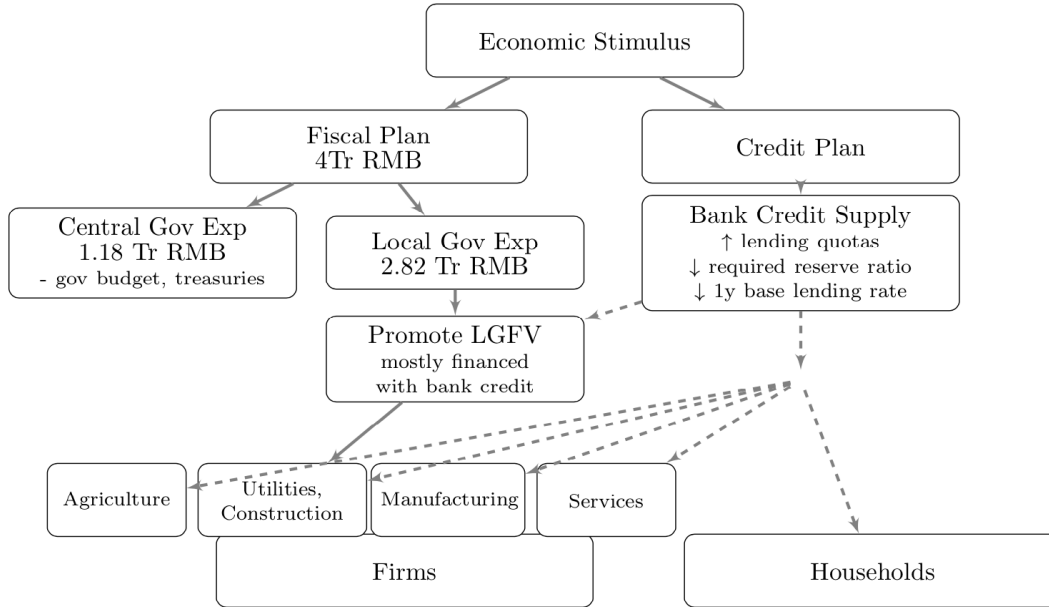 Economic Stimulus
Fiscal Plan
4Tr RMB
Credit Plan
Central Gov Exp
1.18 Tr RMB
- gov budget, treasuries
Local Gov Exp
2.82 Tr RMB
Bank Credit Supply
↑ lending quotas
↓ required reserve ratio
↓ 1y base lending rate
Promote LGFV
mostly financed
with bank credit
Agriculture
Utilities,
Construction
Manufacturing
Services
Firms
Households